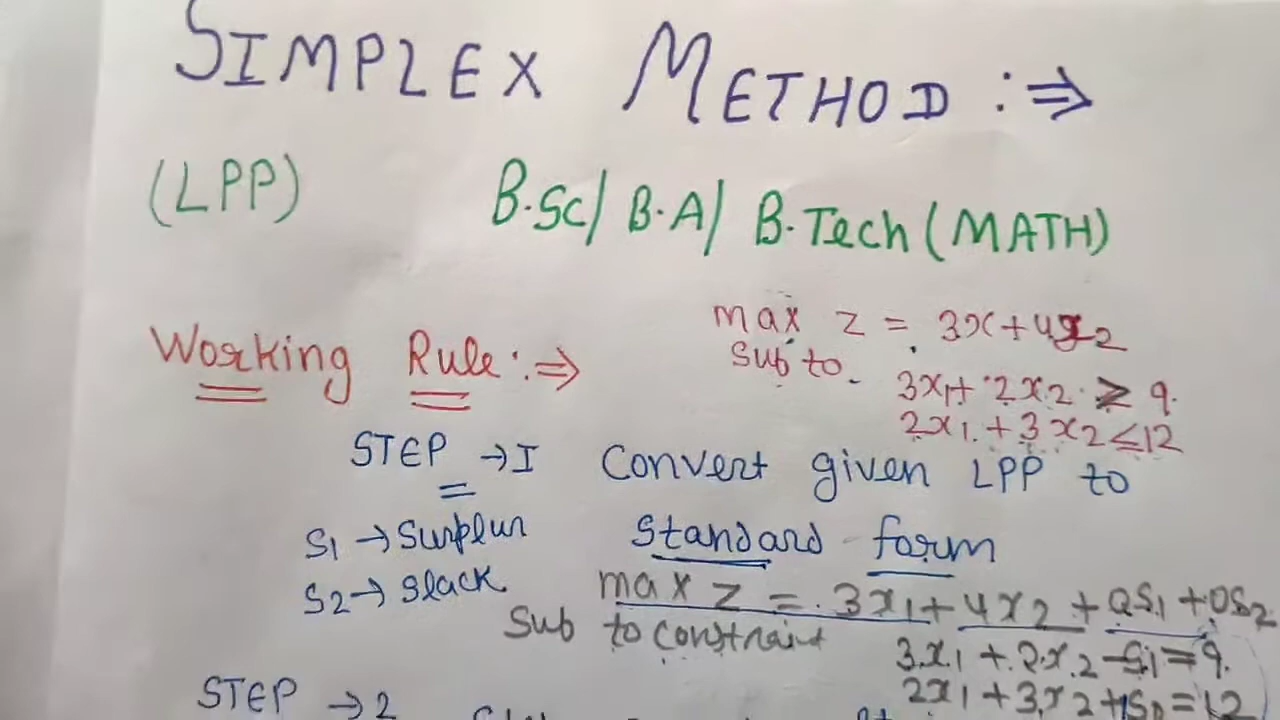 SIMPLEX METHOD :⇒
(LPP) B.Sc/ B.A/ B.Tech (MATH)
max z = 3x+4x2
Sub to
3x1+ 2x2 ≥ 9.
2x1 + 3x2 ≤ 12
Working Rule :⇒
STEP → I Convert given LPP to
Standard form
S1 → Surplun
S2 → Slack
max z = 3x1 + 4x2 + 0S1 + 0S2
Sub to constraint
3x1 + 2x2 - S1 = 9.
2x1 + 3x2 + = 12
STEP → 2